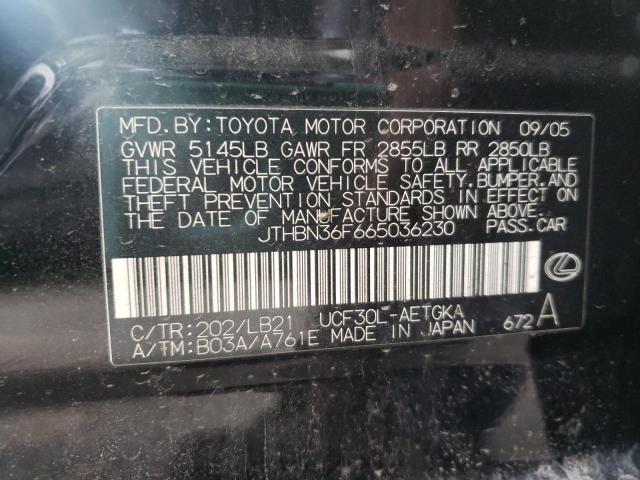 MFD.BY:TOYOTA MOTOR CORPORATION 09/05
GVWR 5145LB GAWR FR 2855LB RR 2850LB
THIS VEHICLE CONFORMS TO ALL APPLICABLE
FEDERAL MOTOR VEHICLE SAFETY,BUMPER,AND
THEFT PREVENTION STANDARDS IN EFFECT ON
THE DATE OF MANUFACTURE SHOWN ABOVE.
JTHBN36F665036230 PASS.CAR
C/TR:202/LB21 UCF30L-AETGKA
A/TM:B03A/A761E MADE IN JAPAN 672A